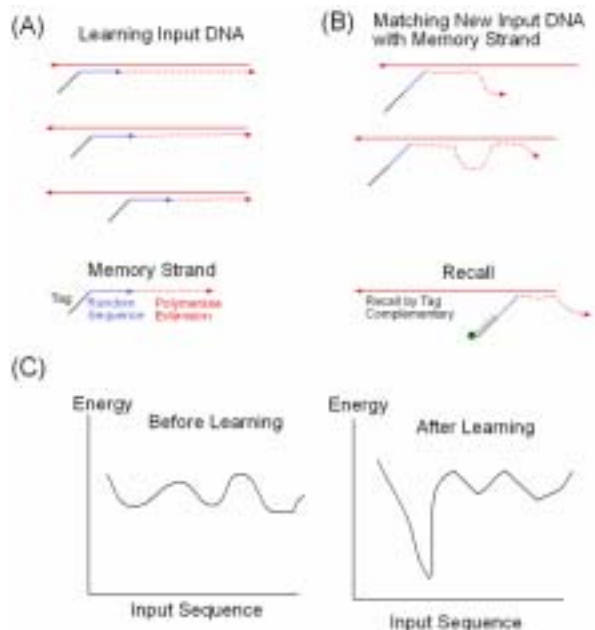 (A)
Learning Input DNA
(B)
Matching New Input DNA
with Memory Strand
Memory Strand
Tag
Random
Sequence
Polymerase
Extension
Recall
Recall by Tag
Complementary
(C)
Energy
Before Learning
Input Sequence
Energy
After Learning
Input Sequence